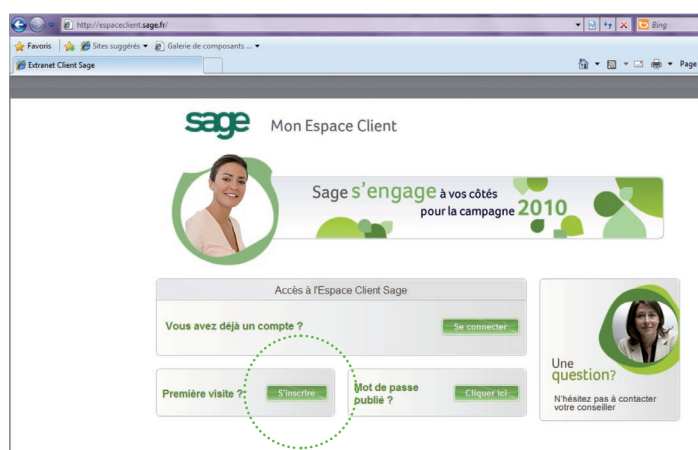 http://espaceclient.sage.fr/
Bing
Favoris
Sites suggérés
Galerie de composants ...
Extranet Client Sage
Page
sage
Mon Espace Client
Sage s'engage à vos côtés
pour la campagne 2010
Accès à l'Espace Client Sage
Vous avez déjà un compte ?
Se connecter
Première visite ?
S'inscrire
Mot de passe
publié ?
Cliquer ici
Une
question?
N'hésitez pas à contacter
votre conseiller